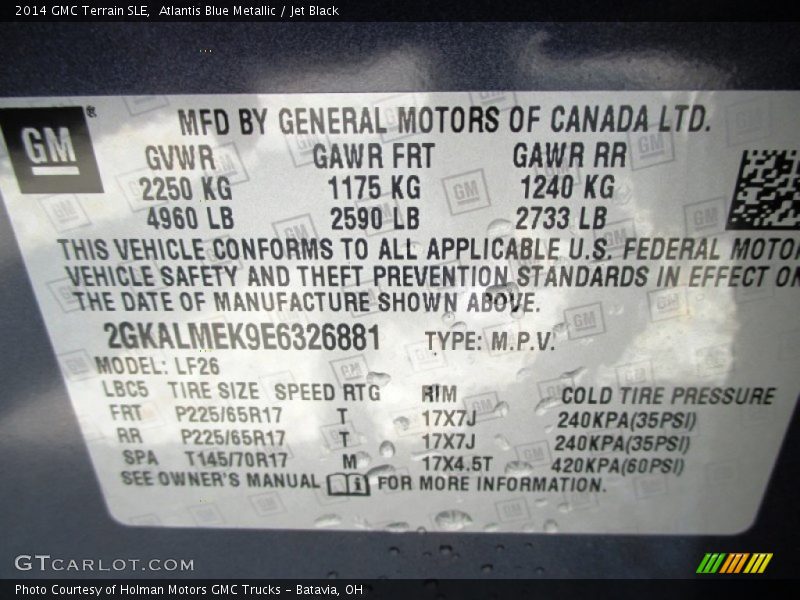 2014 GMC Terrain SLE, Atlantis Blue Metallic / Jet Black
GM
®
MFD BY GENERAL MOTORS OF CANADA LTD.
GVWR GAWR FRT GAWR RR
2250 KG 1175 KG 1240 KG
4960 LB 2590 LB 2733 LB
THIS VEHICLE CONFORMS TO ALL APPLICABLE U.S. FEDERAL MOTOR
VEHICLE SAFETY AND THEFT PREVENTION STANDARDS IN EFFECT ON
THE DATE OF MANUFACTURE SHOWN ABOVE.
2GKALMEK9E6326881 TYPE: M.P.V.
MODEL: LF26
LBC5 TIRE SIZE SPEED RTG RIM COLD TIRE PRESSURE
FRT P225/65R17 T 17X7J 240KPA(35PSI)
RR P225/65R17 T 17X7J 240KPA(35PSI)
SPA T145/70R17 M 17X4.5T 420KPA(60PSI)
SEE OWNER'S MANUAL i FOR MORE INFORMATION.
GTCARLOT.COM
Photo Courtesy of Holman Motors GMC Trucks - Batavia, OH